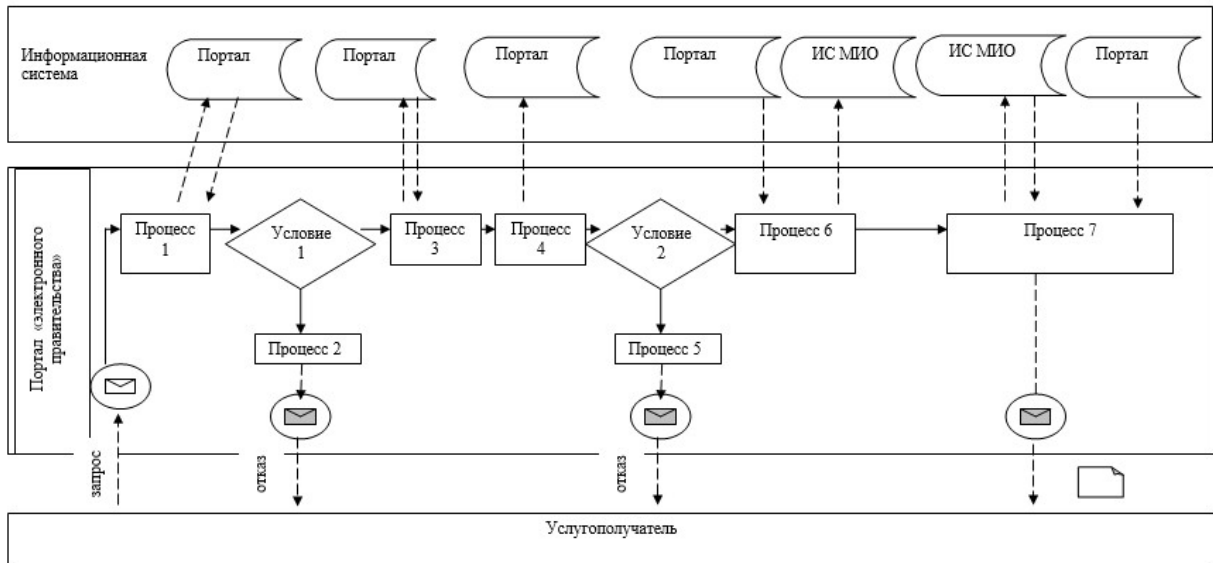 Информационная
система
Портал
Портал
Портал
Портал
ИС МИО
ИС МИО
Портал
Портал «электронного
правительства»
Процесс
1
Условие
1
Процесс
3
Процесс
4
Условие
2
Процесс 6
Процесс 7
Процесс 2
Процесс 5
запрос
отказ
отказ
Услугополучатель